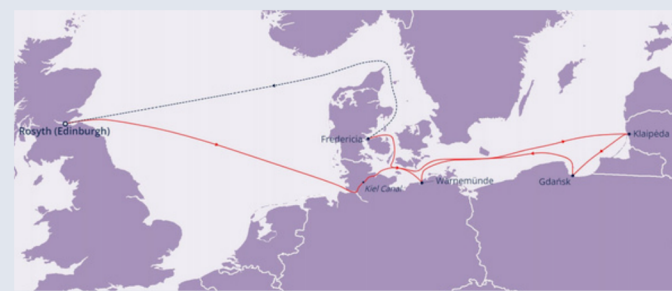 Rosyth (Edinburgh)
Fredericia
Klaipėda
Kiel Canal
Warnemünde
Gdańsk